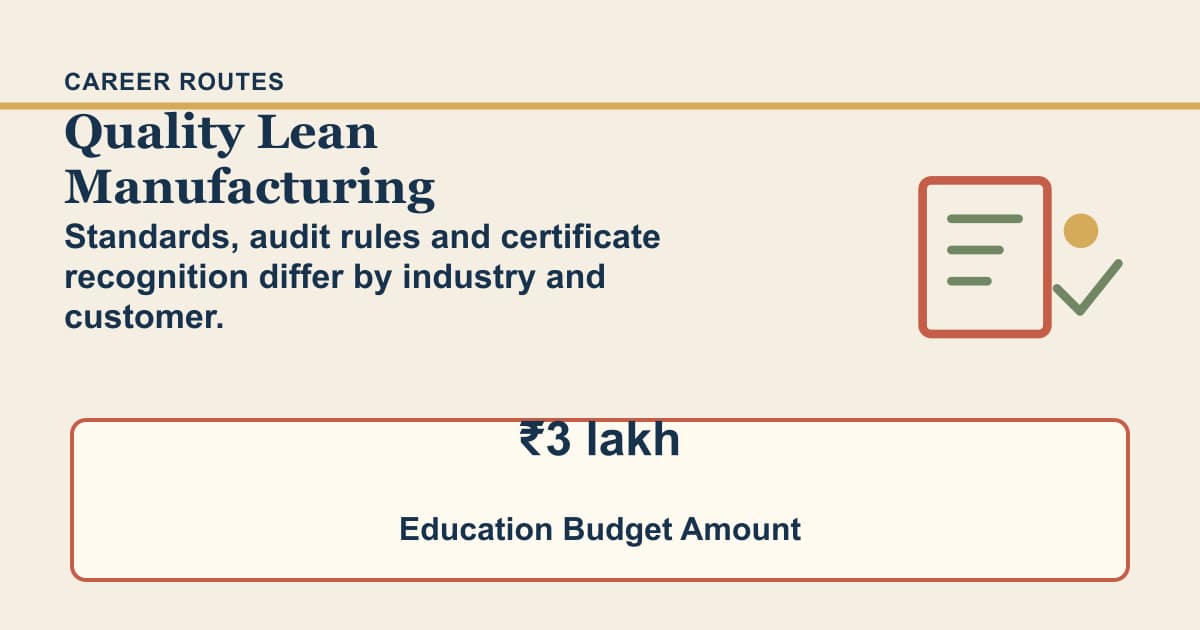 CAREER ROUTES
Quality Lean
Manufacturing
Standards, audit rules and certificate
recognition differ by industry and
customer.
₹3 lakh
Education Budget Amount